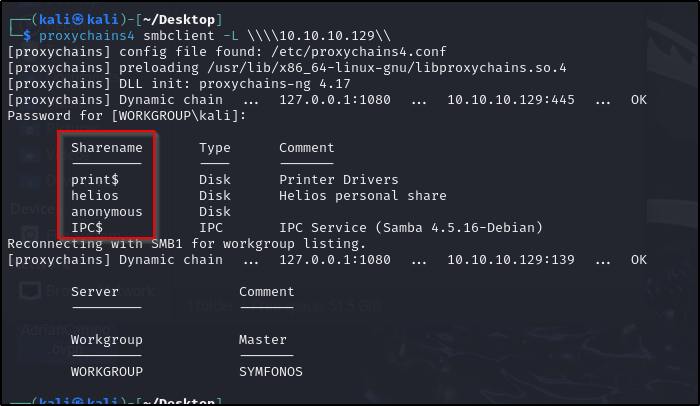 ┌──(kali㉿kali)-[~/Desktop]
└─$ proxychains4 smbclient -L \\\\10.10.10.129\\
[proxychains] config file found: /etc/proxychains4.conf
[proxychains] preloading /usr/lib/x86_64-linux-gnu/libproxychains.so.4
[proxychains] DLL init: proxychains-ng 4.17
[proxychains] Dynamic chain  ...  127.0.0.1:1080  ...  10.10.10.129:445  ...  OK
Password for [WORKGROUP\kali]:
Sharename       Type      Comment
---------       ----      -------
print$          Disk      Printer Drivers
helios          Disk      Helios personal share
anonymous       Disk
IPC$            IPC       IPC Service (Samba 4.5.16-Debian)
Reconnecting with SMB1 for workgroup listing.
[proxychains] Dynamic chain  ...  127.0.0.1:1080  ...  10.10.10.129:139  ...  OK
Server               Comment
---------            -------
Workgroup            Master
---------            -------
WORKGROUP            SYMFONOS
┌──(kali㉿kali)-[~/Desktop]